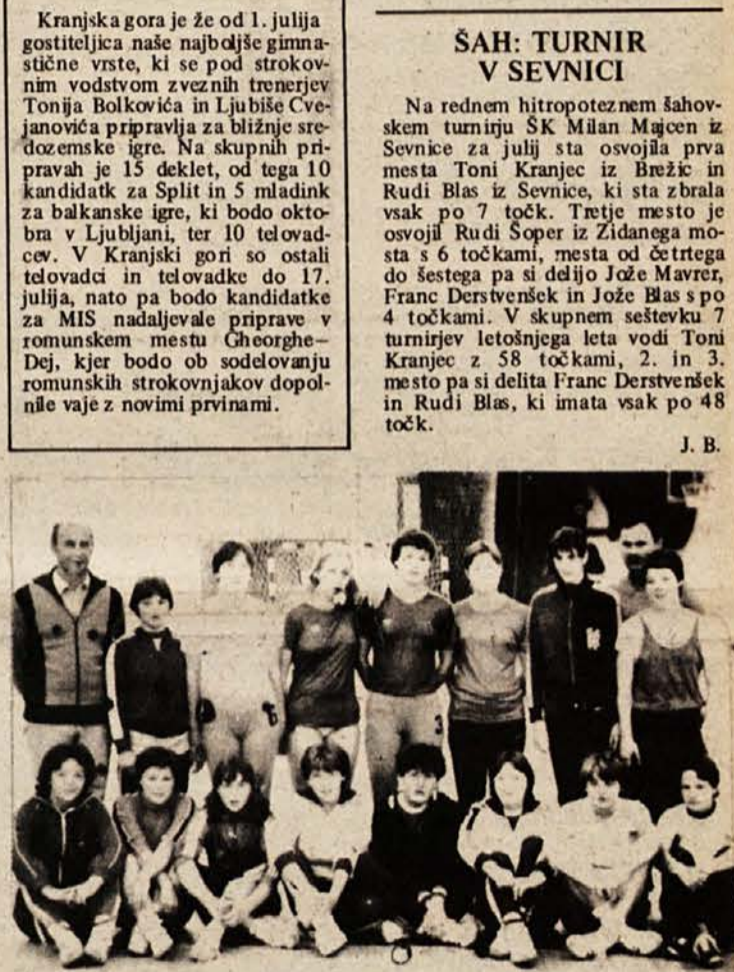 Kranjska gora je že od 1. julija
gostiteljica naše najboljše gimna-
stične vrste, ki se pod strokov-
nim vodstvom zveznih trenerjev
Tonija Bolkovića in Ljubiše Cve-
janovića pripravlja za bližnje sre-
dozemske igre. Na skupnih pri-
pravah je 15 deklet, od tega 10
kandidatk za Split in 5 mladink
za balkanske igre, ki bodo okto-
bra v Ljubljani, ter 10 telovad-
cev. V Kranjski gori so ostali
telovadci in telovadke do 17.
julija, nato pa bodo kandidatke
za MIS nadaljevale priprave v
romunskem mestu Gheorghe—
Dej, kjer bodo ob sodelovanju
romunskih strokovnjakov dopol-
nile vaje z novimi prvinami.
ŠAH: TURNIR
V SEVNICI
Na rednem hitropoteznem šahov-
skem turnirju ŠK Milan Majcen iz
Sevnice za julij sta osvojila prva
mesta Toni Kranjec iz Brežic in
Rudi Blas iz Sevnice, ki sta zbrala
vsak po 7 točk. Tretje mesto je
osvojil Rudi Šoper iz Zidanega mo-
sta s 6 točkami, mesta od četrtega
do šestega pa si delijo Jože Mavrer,
Franc Derstvenšek in Jože Blas s po
4 točkami. V skupnem seštevku 7
turnirjev letošnjega leta vodi Toni
Kranjec z 58 točkami, 2. in 3.
mesto pa si delita Franc Derstvenšek
in Rudi Blas, ki imata vsak po 48
točk.
J. B.
6
3